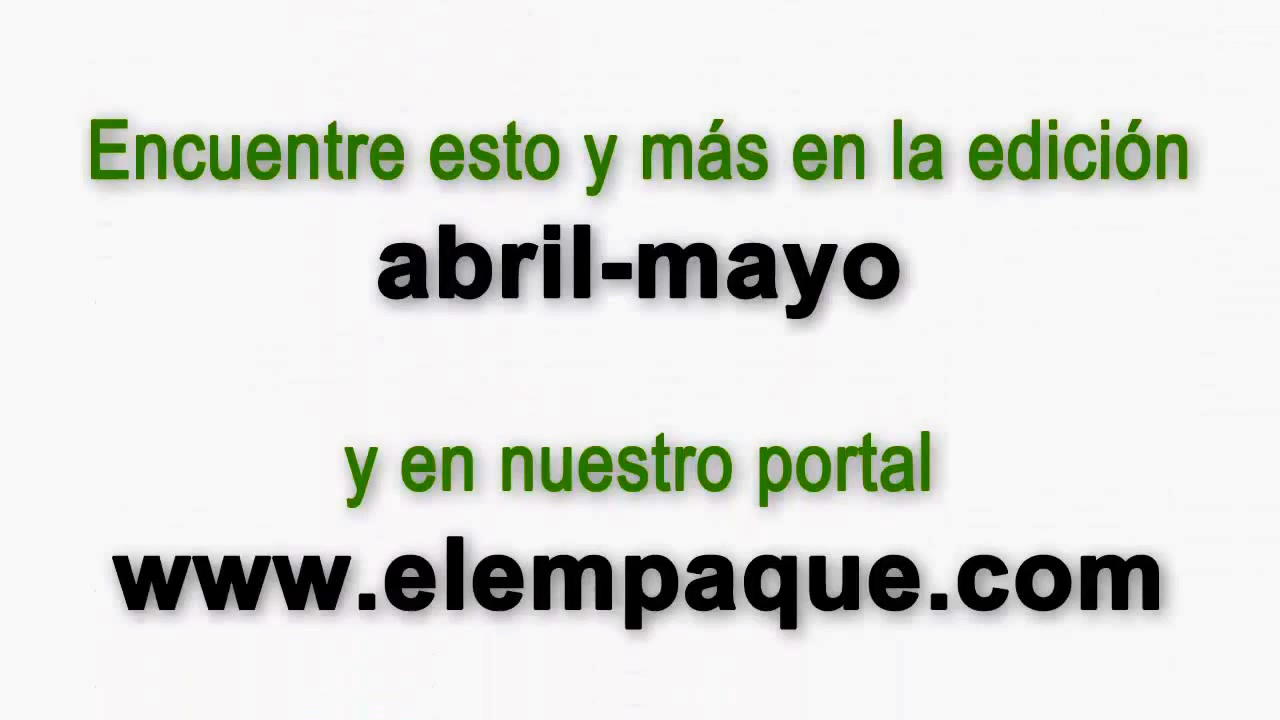 Encuentre esto y más en la edición
abril-mayo
y en nuestro portal
www.elempaque.com